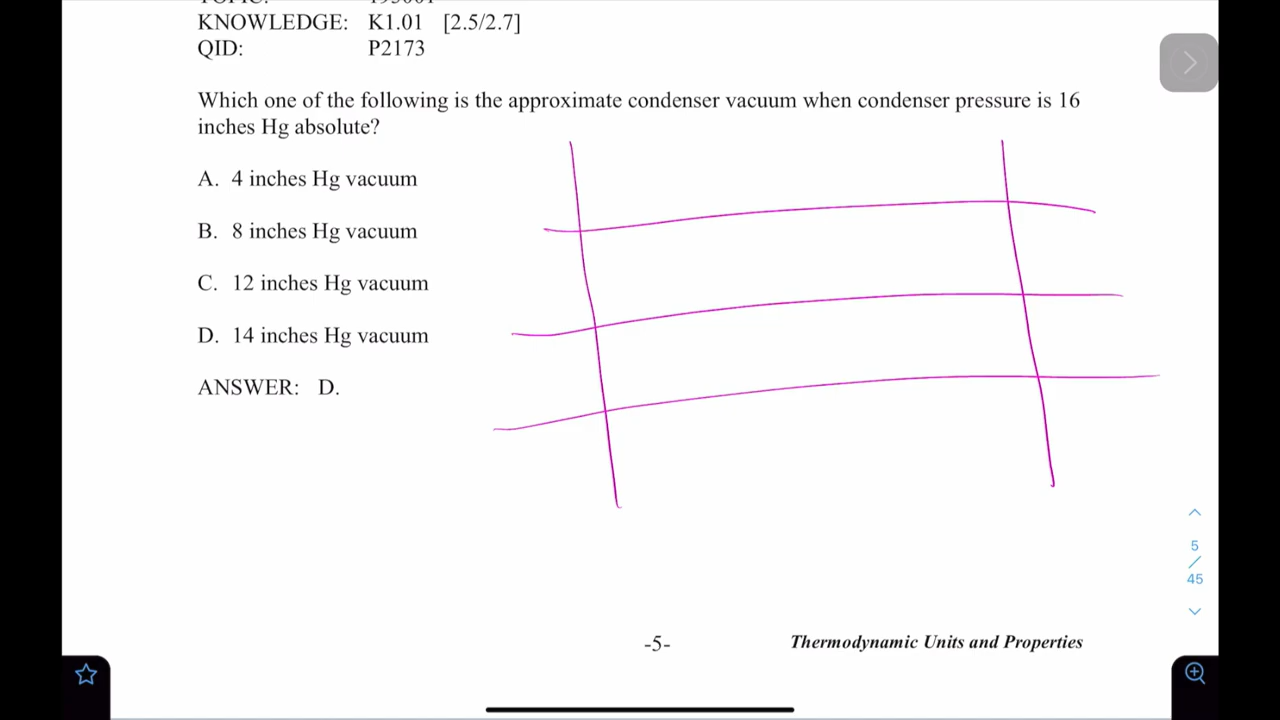 KNOWLEDGE: K1.01 [2.5/2.7]
QID: P2173
Which one of the following is the approximate condenser vacuum when condenser pressure is 16
inches Hg absolute?
A. 4 inches Hg vacuum
B. 8 inches Hg vacuum
C. 12 inches Hg vacuum
D. 14 inches Hg vacuum
ANSWER: D.
5
/
45
-5- Thermodynamic Units and Properties